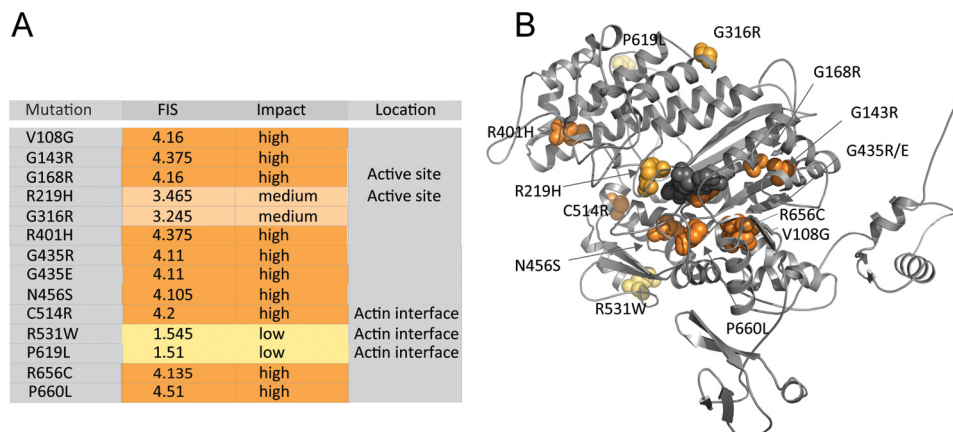 A
Mutation FIS Impact Location
V108G 4.16 high
G143R 4.375 high
G168R 4.16 high Active site
R219H 3.465 medium Active site
G316R 3.245 medium
R401H 4.375 high
G435R 4.11 high
G435E 4.11 high
N456S 4.105 high
C514R 4.2 high Actin interface
R531W 1.545 low Actin interface
P619L 1.51 low Actin interface
R656C 4.135 high
P660L 4.51 high
B
P619L
G316R
G168R
R401H
G143R
G435R/E
R219H
C514R
R656C
V108G
N456S
R531W
P660L